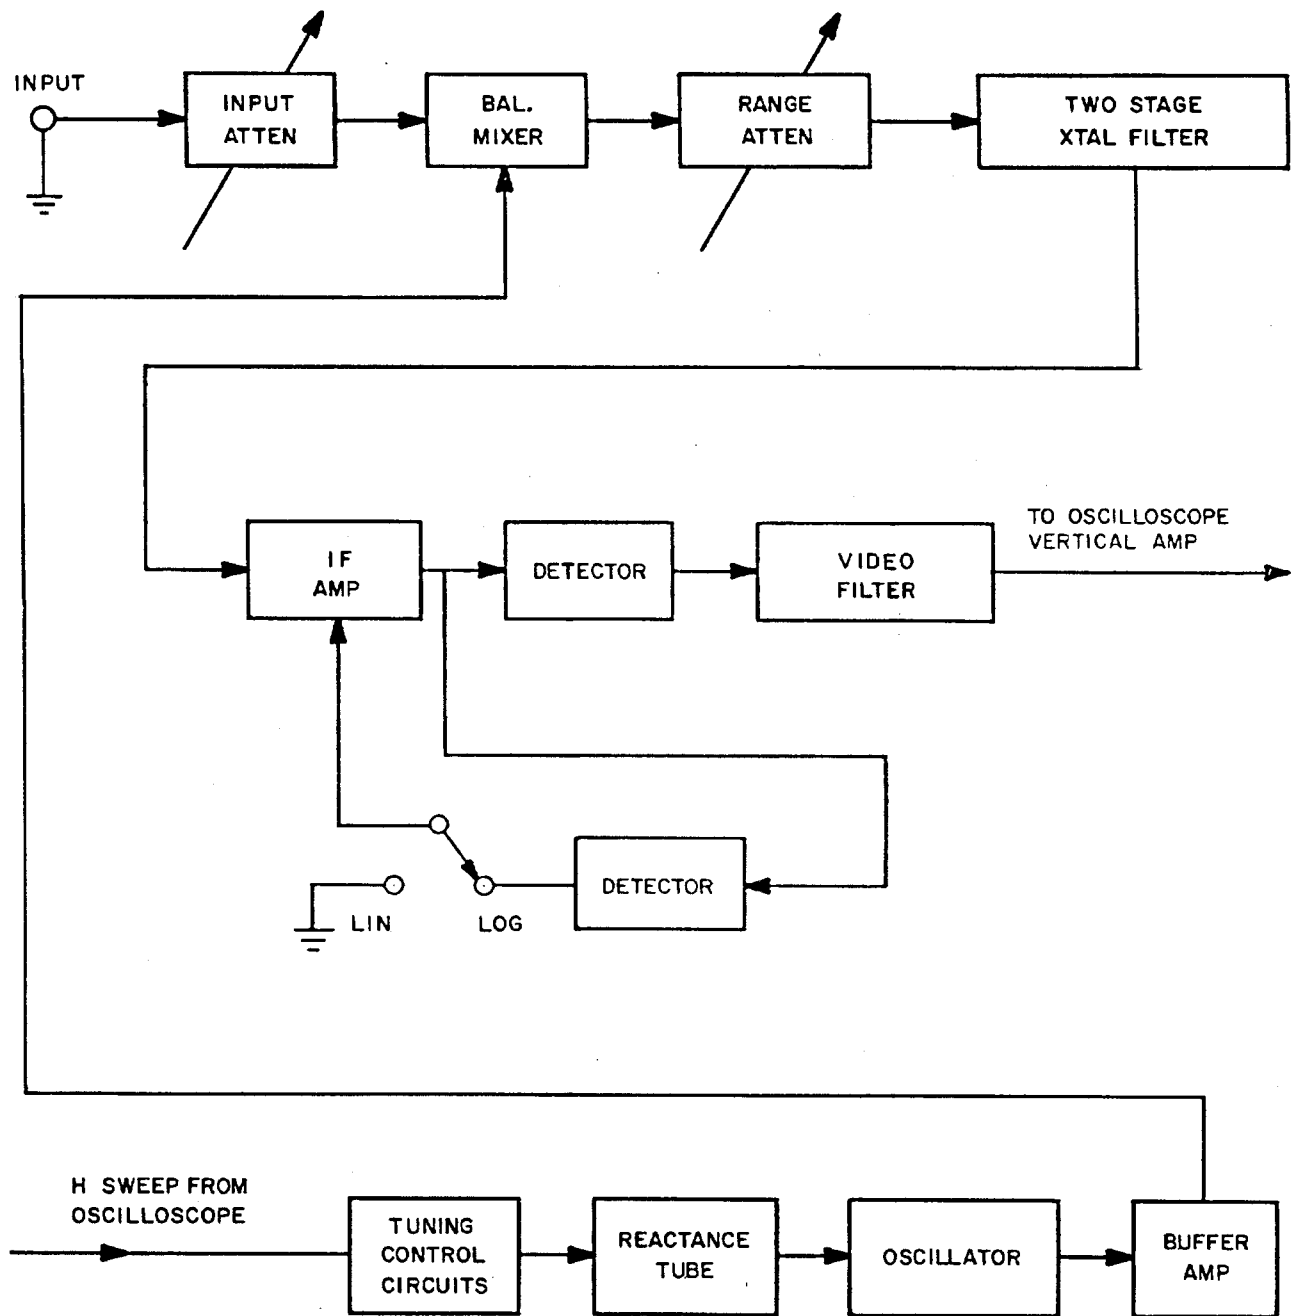 INPUT
INPUT
ATTEN
BAL.
MIXER
RANGE
ATTEN
TWO STAGE
XTAL FILTER
IF
AMP
DETECTOR
VIDEO
FILTER
TO OSCILLOSCOPE
VERTICAL AMP
LIN
LOG
DETECTOR
H SWEEP FROM
OSCILLOSCOPE
TUNING
CONTROL
CIRCUITS
REACTANCE
TUBE
OSCILLATOR
BUFFER
AMP